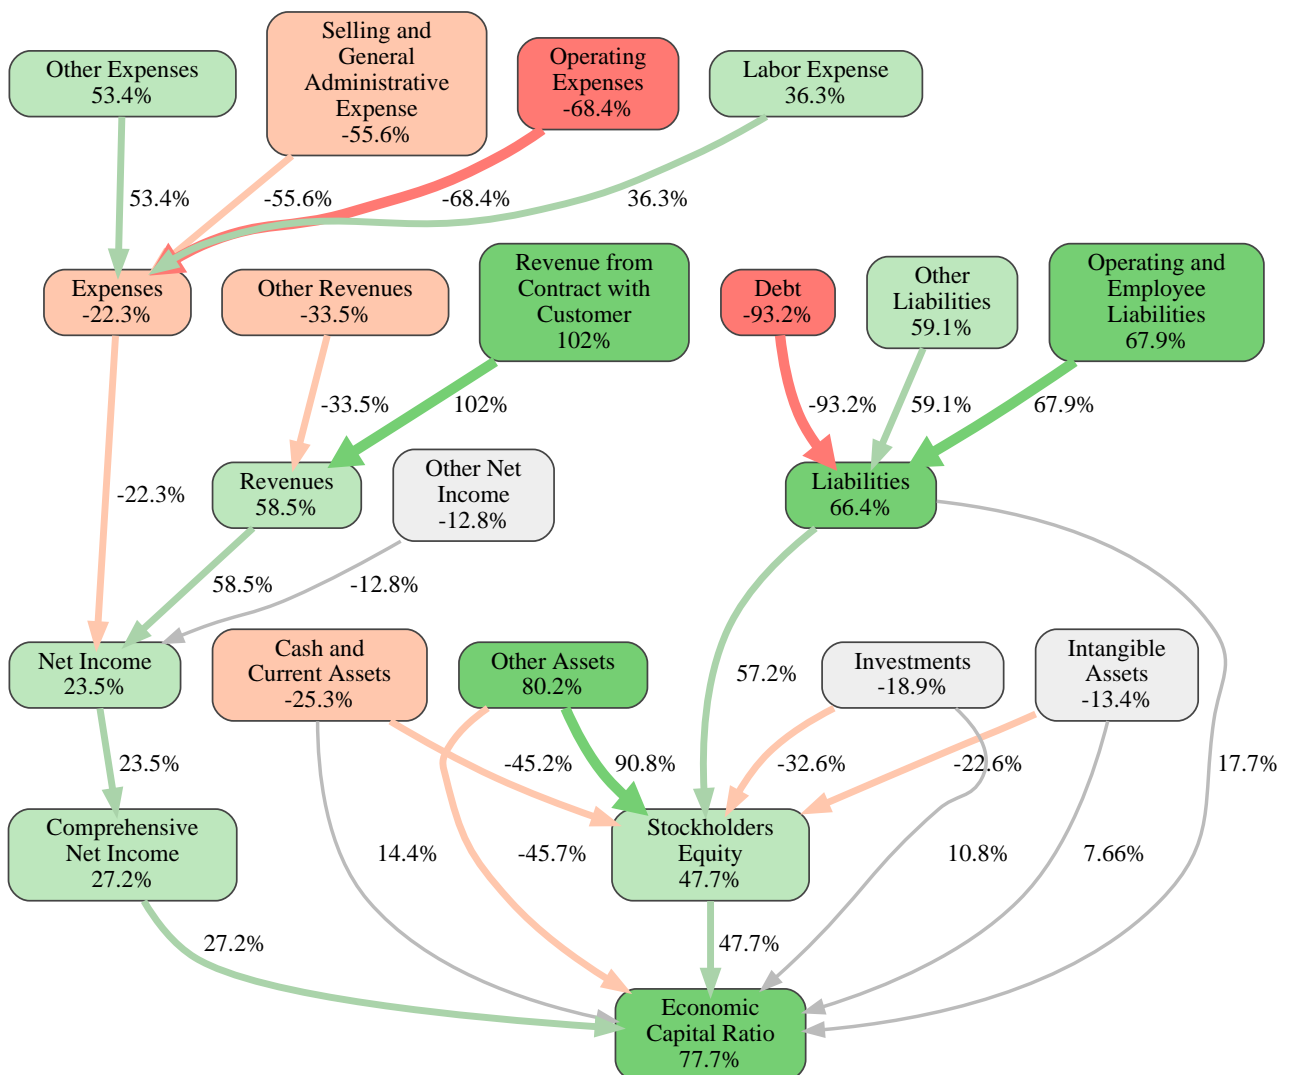 Other Expenses
53.4%
Selling and
General
Administrative
Expense
-55.6%
Operating
Expenses
-68.4%
Labor Expense
36.3%
53.4%
-55.6%
-68.4%
36.3%
Expenses
-22.3%
Other Revenues
-33.5%
Revenue from
Contract with
Customer
102%
Debt
-93.2%
Other
Liabilities
59.1%
Operating and
Employee
Liabilities
67.9%
-33.5%
102%
-93.2%
59.1%
67.9%
-22.3%
Revenues
58.5%
Other Net
Income
-12.8%
Liabilities
66.4%
58.5%
-12.8%
Net Income
23.5%
Cash and
Current Assets
-25.3%
Other Assets
80.2%
57.2%
Investments
-18.9%
Intangible
Assets
-13.4%
23.5%
-45.2%
90.8%
-32.6%
-22.6%
17.7%
Comprehensive
Net Income
27.2%
14.4%
-45.7%
Stockholders
Equity
47.7%
10.8%
7.66%
27.2%
47.7%
Economic
Capital Ratio
77.7%